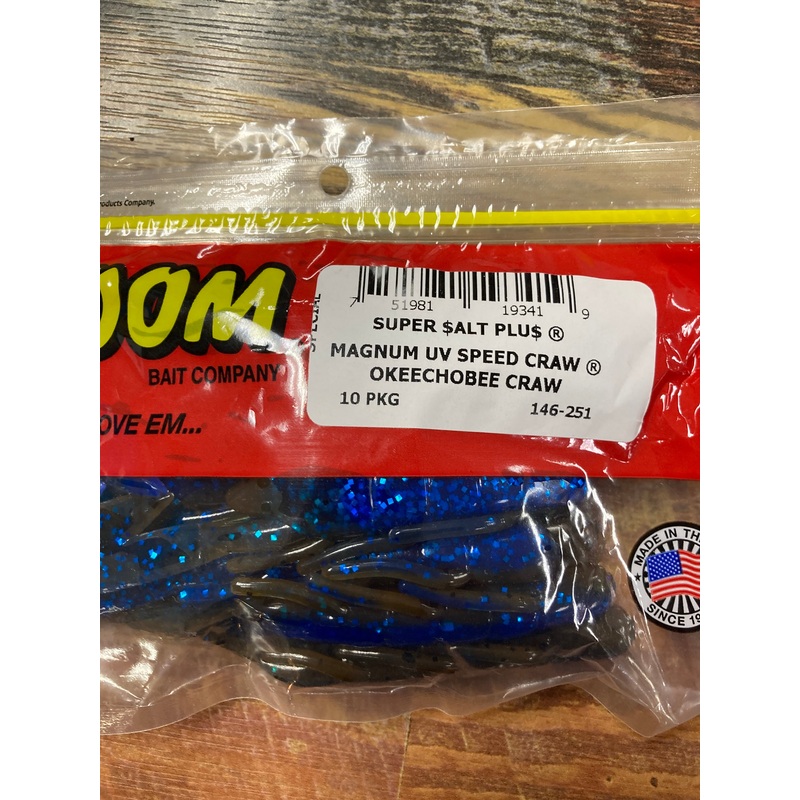 roducts Company.
OOM
BAIT COMPANY
OVE EM...
SPECIAL
7 51981 19341 9
SUPER $ALT PLU$ ®
MAGNUM UV SPEED CRAW ®
OKEECHOBEE CRAW
10 PKG 146-251
MADE IN TH
SINCE 19